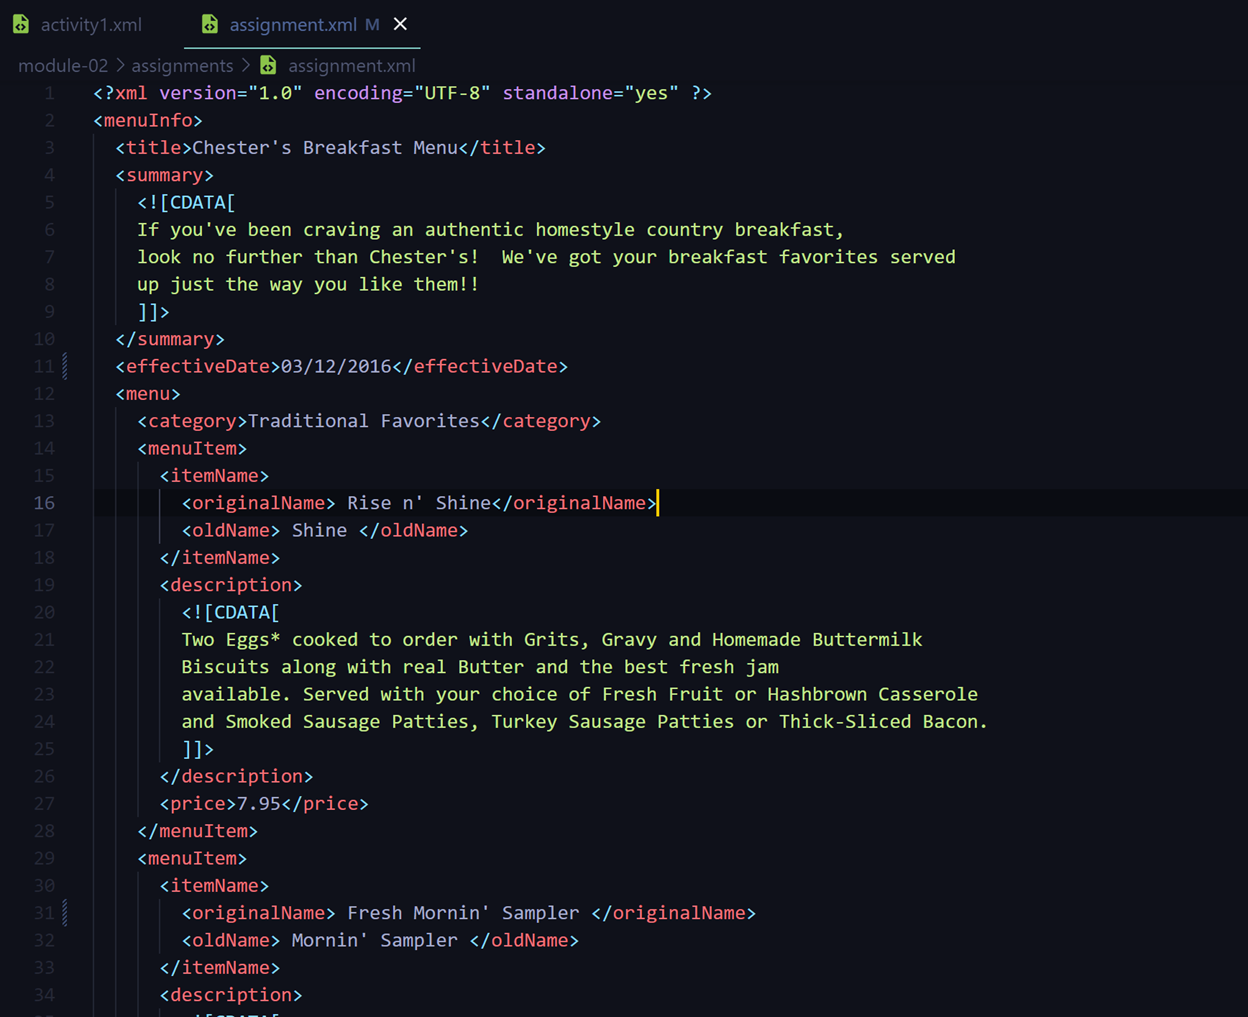 activity1.xml assignment.xml M
module-02 > assignments > assignment.xml
1 <?xml version="1.0" encoding="UTF-8" standalone="yes" ?>
2 <menuInfo>
3 <title>Chester's Breakfast Menu</title>
4 <summary>
5 <![CDATA[
6 If you've been craving an authentic homestyle country breakfast,
7 look no further than Chester's!  We've got your breakfast favorites served
8 up just the way you like them!!
9 ]]>
10 </summary>
11 <effectiveDate>03/12/2016</effectiveDate>
12 <menu>
13 <category>Traditional Favorites</category>
14 <menuItem>
15 <itemName>
16 <originalName> Rise n' Shine</originalName>
17 <oldName> Shine </oldName>
18 </itemName>
19 <description>
20 <![CDATA[
21 Two Eggs* cooked to order with Grits, Gravy and Homemade Buttermilk
22 Biscuits along with real Butter and the best fresh jam
23 available. Served with your choice of Fresh Fruit or Hashbrown Casserole
24 and Smoked Sausage Patties, Turkey Sausage Patties or Thick-Sliced Bacon.
25 ]]>
26 </description>
27 <price>7.95</price>
28 </menuItem>
29 <menuItem>
30 <itemName>
31 <originalName> Fresh Mornin' Sampler </originalName>
32 <oldName> Mornin' Sampler </oldName>
33 </itemName>
34 <description>